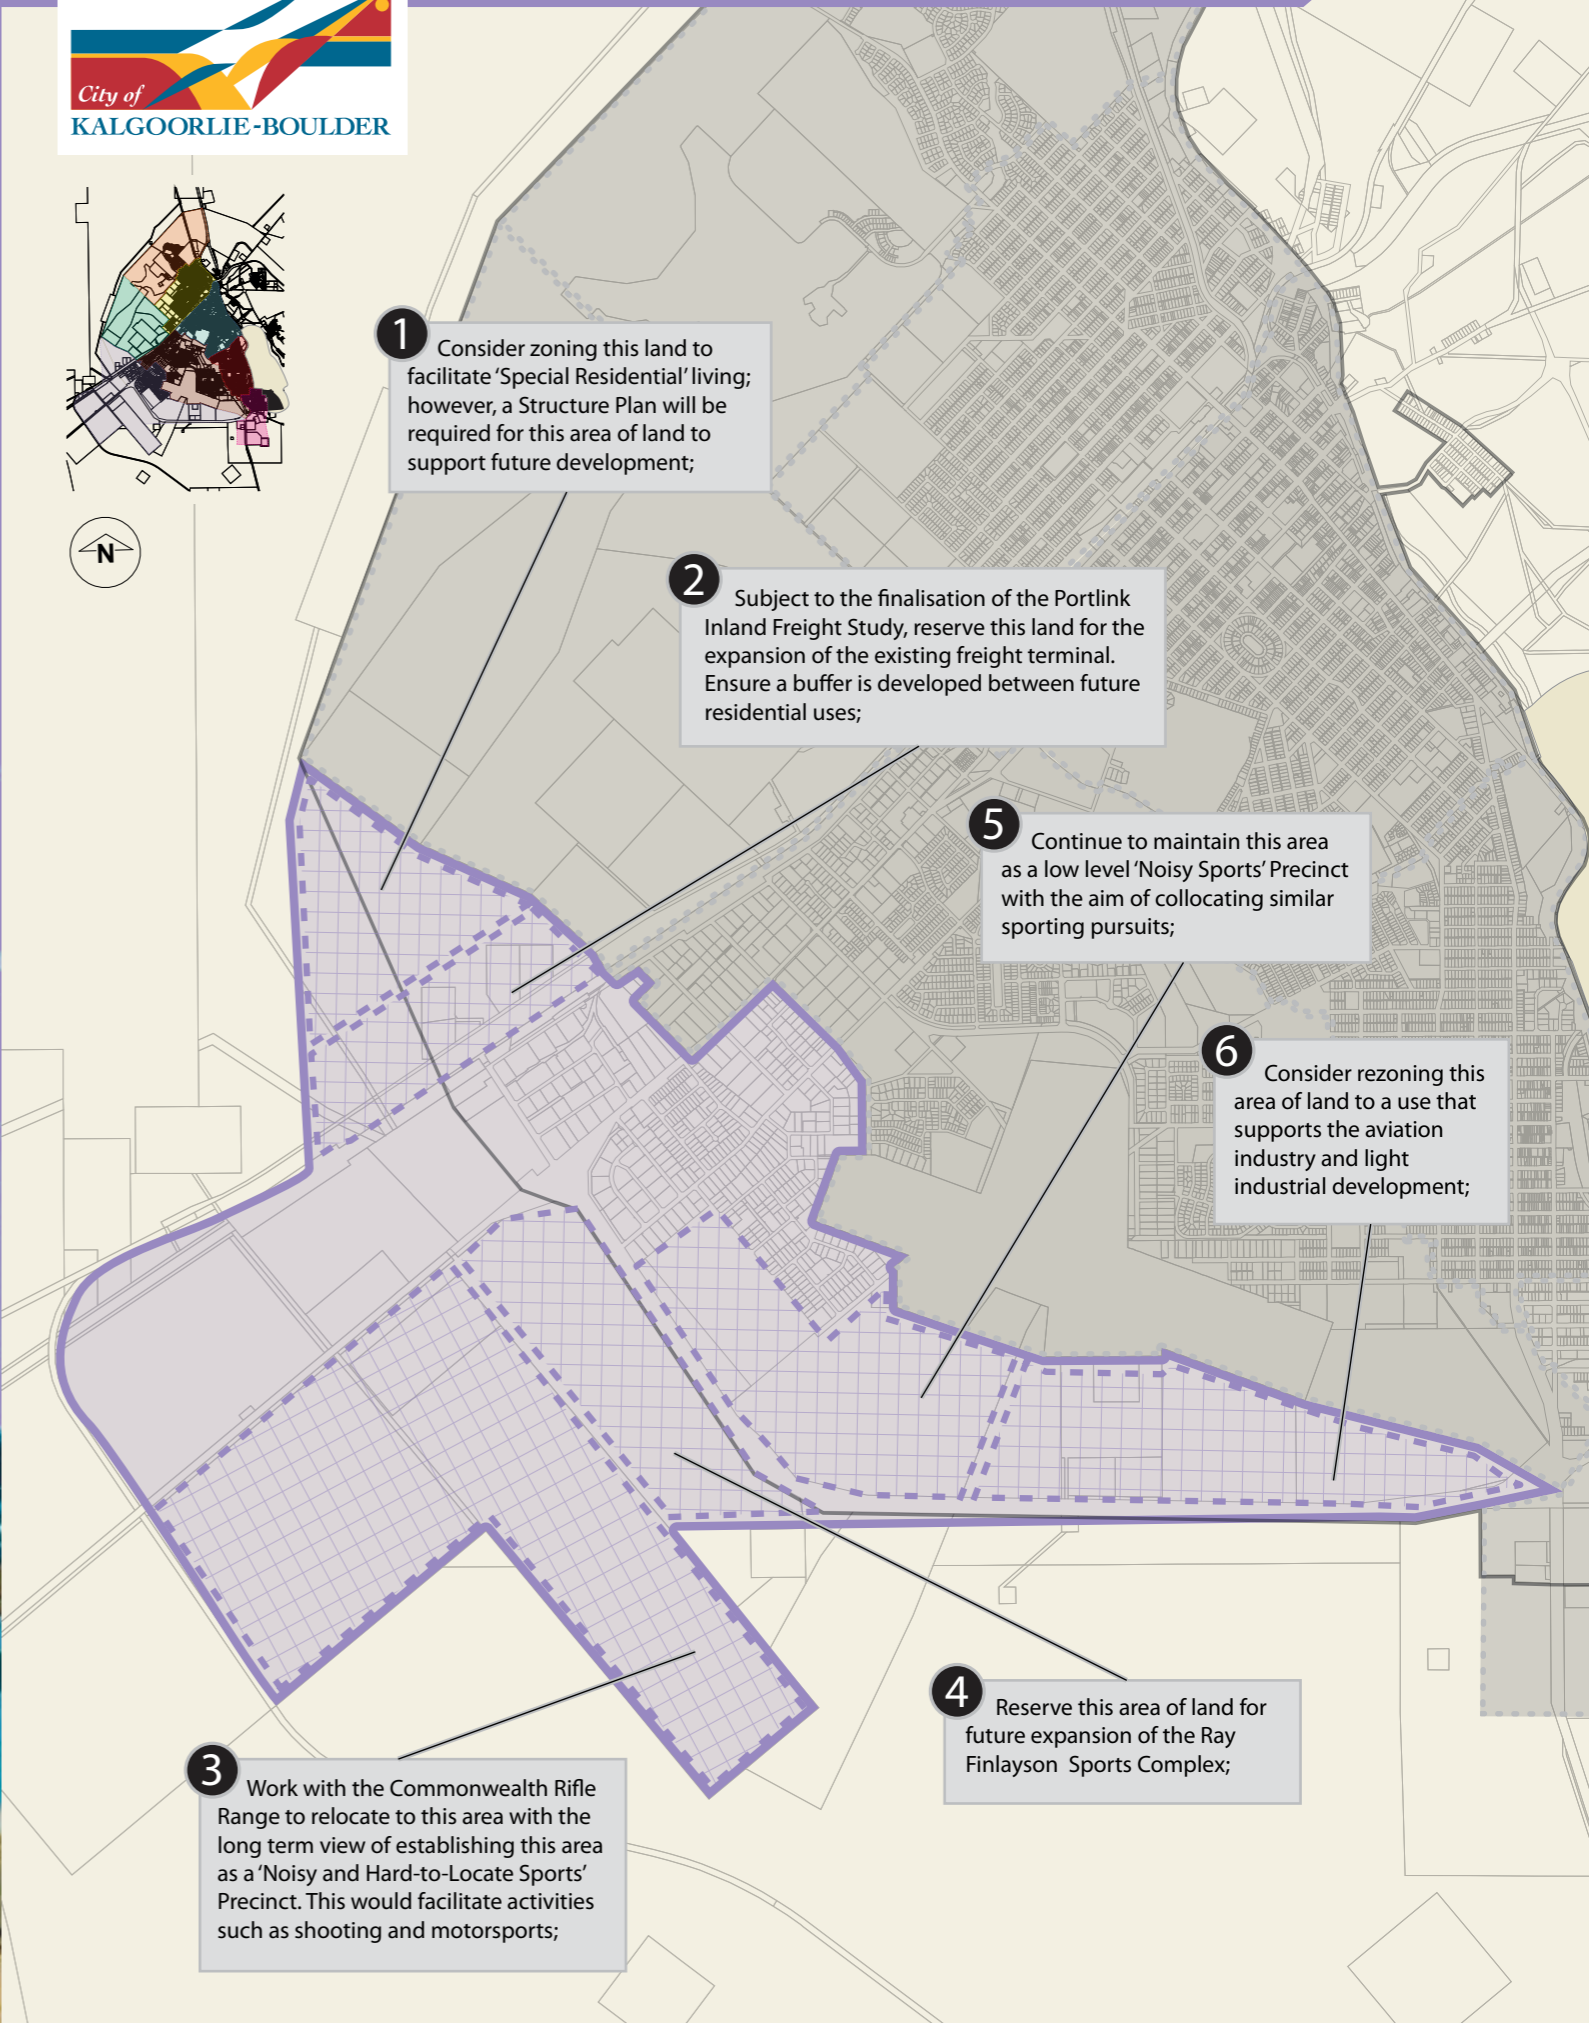 City of
KALGOORLIE-BOULDER
N
1
Consider zoning this land to
facilitate ‘Special Residential’ living;
however, a Structure Plan will be
required for this area of land to
support future development;
2
Subject to the finalisation of the Portlink
Inland Freight Study, reserve this land for the
expansion of the existing freight terminal.
Ensure a buffer is developed between future
residential uses;
5
Continue to maintain this area
as a low level ‘Noisy Sports’ Precinct
with the aim of collocating similar
sporting pursuits;
6
Consider rezoning this
area of land to a use that
supports the aviation
industry and light
industrial development;
4
Reserve this area of land for
future expansion of the Ray
Finlayson  Sports Complex;
3
Work with the Commonwealth Rifle
Range to relocate to this area with the
long term view of establishing this area
as a ‘Noisy and Hard-to-Locate Sports’
Precinct. This would facilitate activities
such as shooting and motorsports;